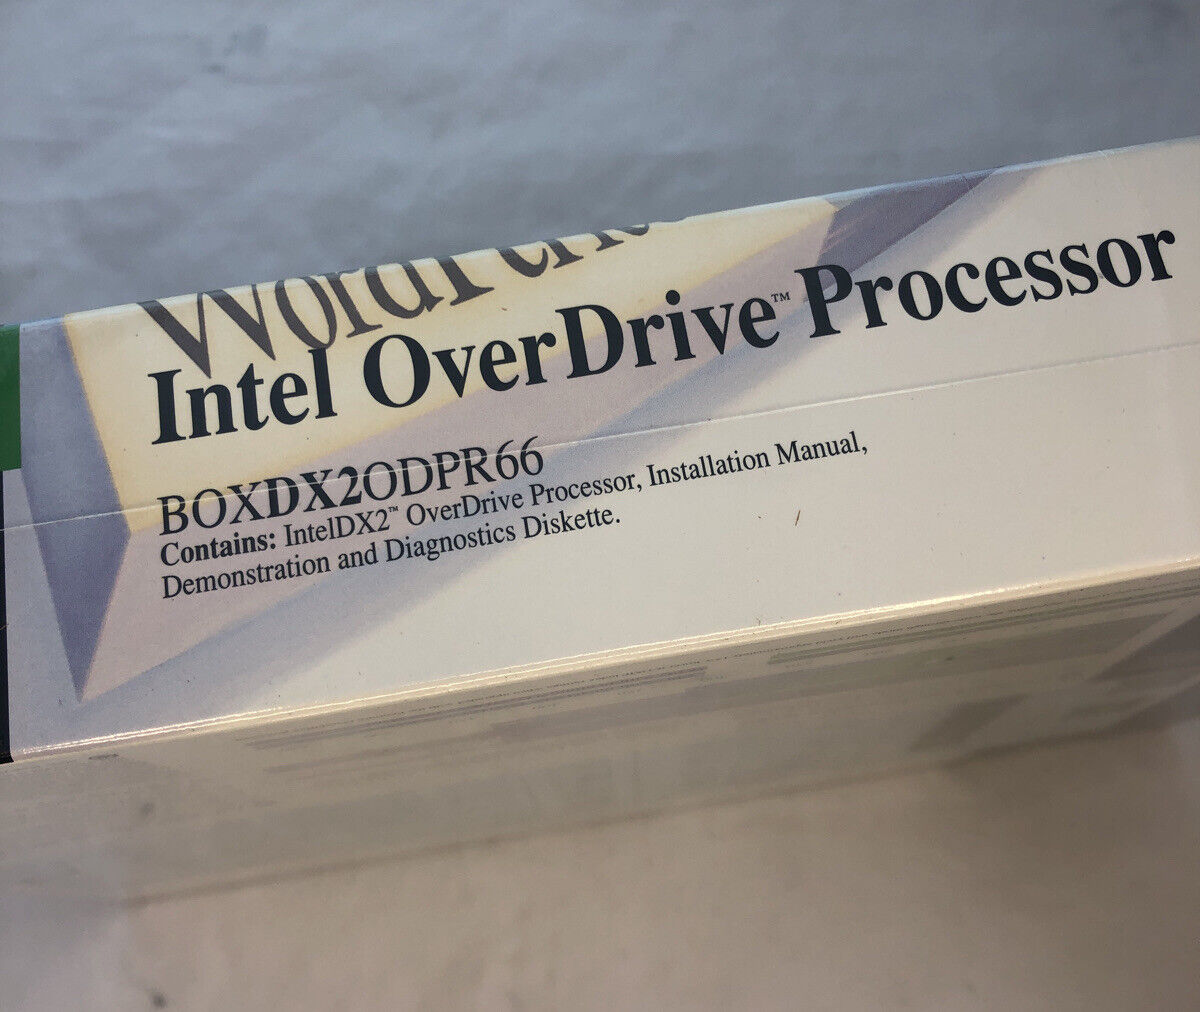 Intel OverDrive™ Processor
BOXDX2ODPR66
Contains: IntelDX2™ OverDrive Processor, Installation Manual,
Demonstration and Diagnostics Diskette.